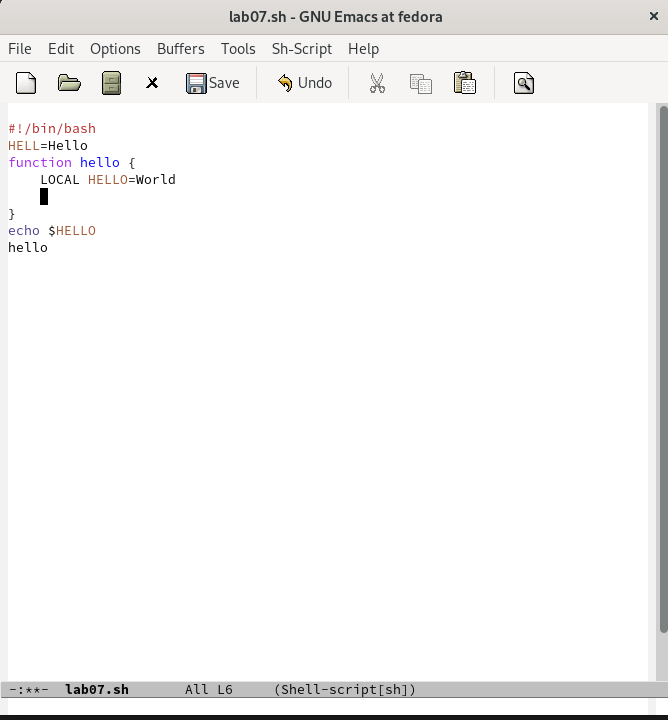 lab07.sh - GNU Emacs at fedora
File Edit Options Buffers Tools Sh-Script Help
Save Undo
#!/bin/bash
HELL=Hello
function hello {
    LOCAL HELLO=World
}
echo $HELLO
hello
-:**- lab07.sh All L6 (Shell-script[sh])